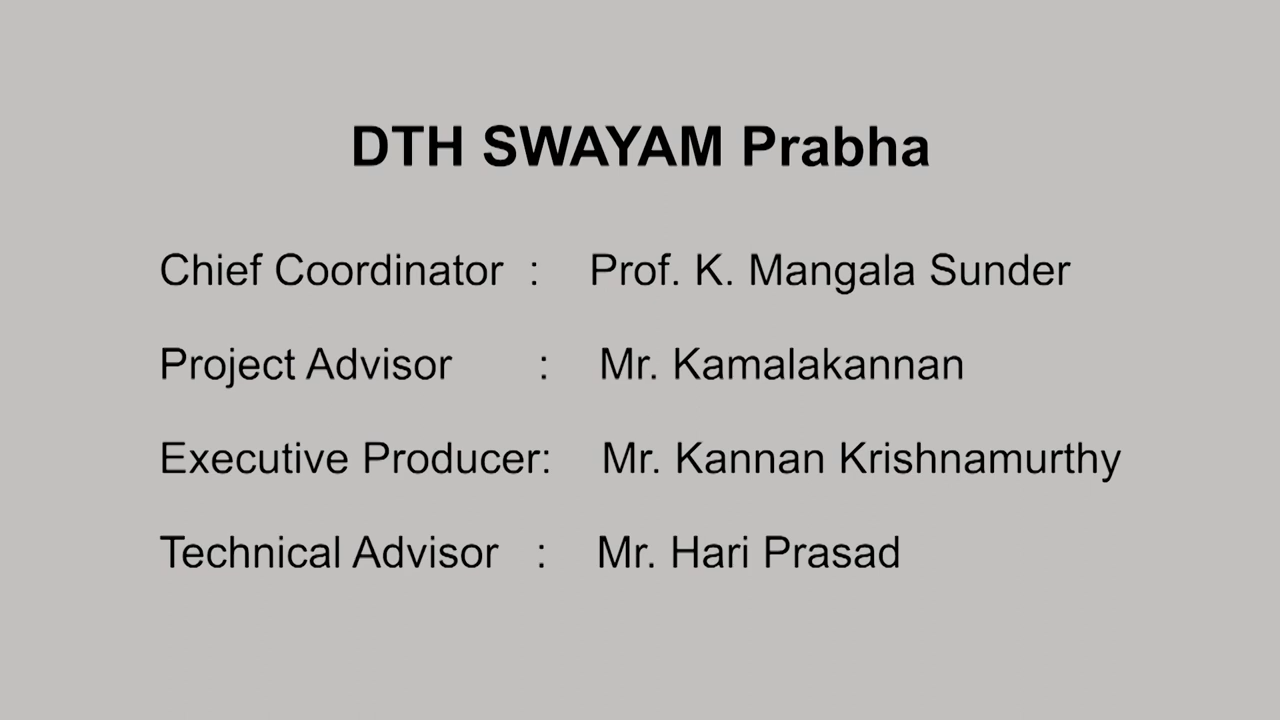 DTH SWAYAM Prabha
Chief Coordinator : Prof. K. Mangala Sunder
Project Advisor : Mr. Kamalakannan
Executive Producer: Mr. Kannan Krishnamurthy
Technical Advisor : Mr. Hari Prasad